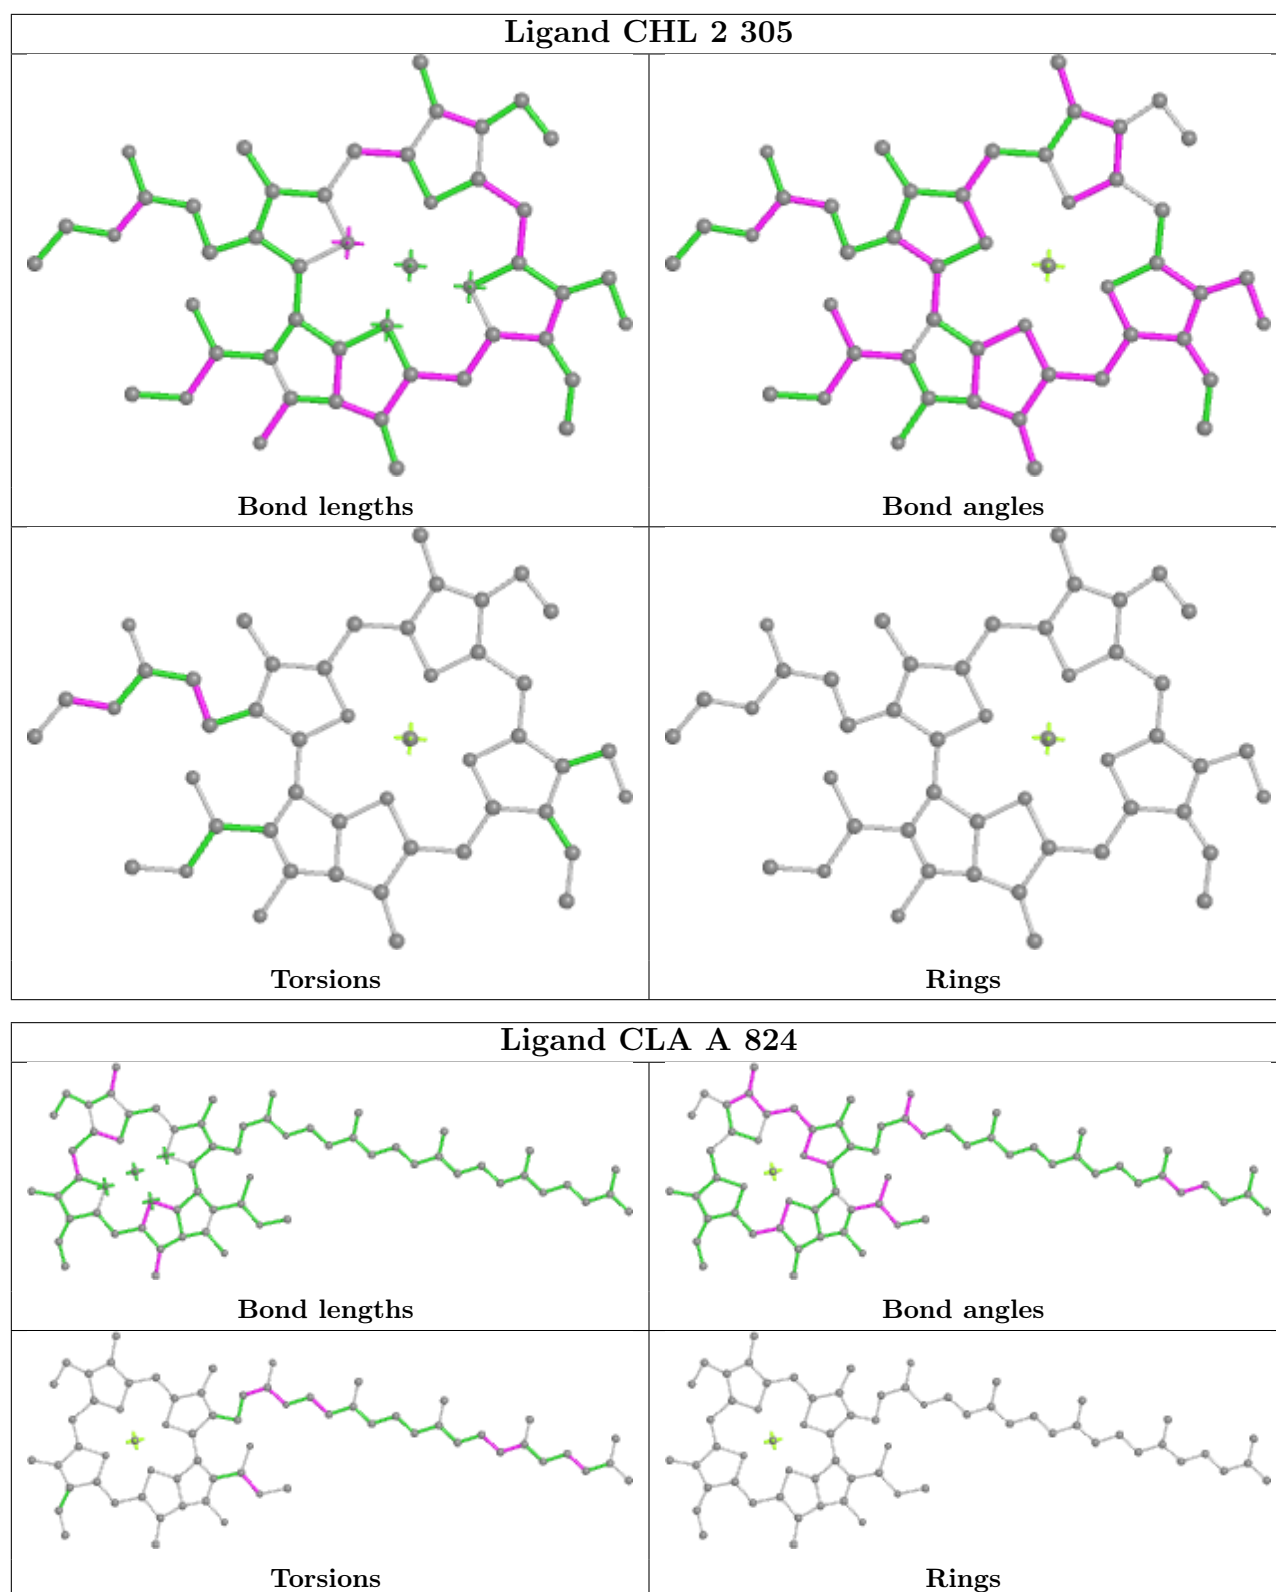 Ligand CHL 2 305
Bond lengths
Bond angles
Torsions
Rings
Ligand CLA A 824
Bond lengths
Bond angles
Torsions
Rings